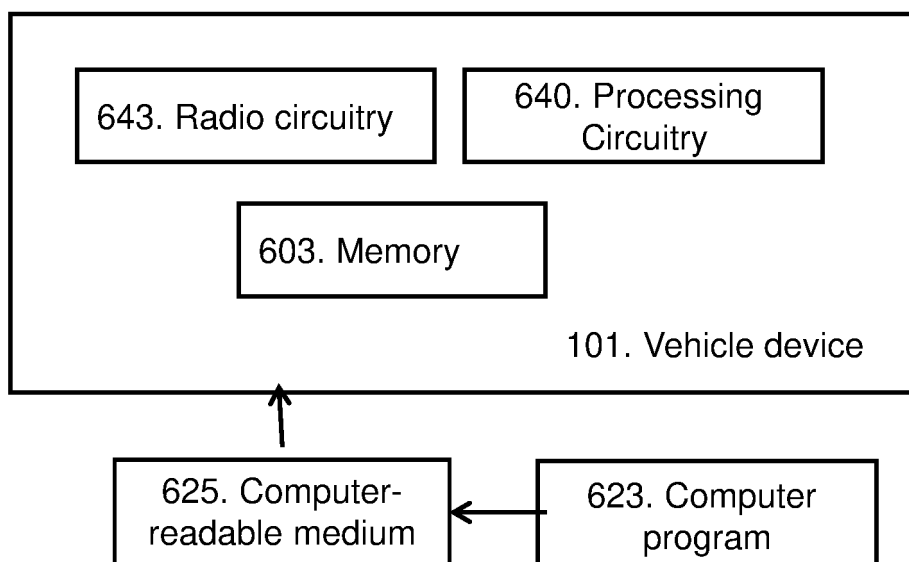 643. Radio circuitry
640. Processing
Circuitry
603. Memory
101. Vehicle device
625. Computer-
readable medium
623. Computer
program